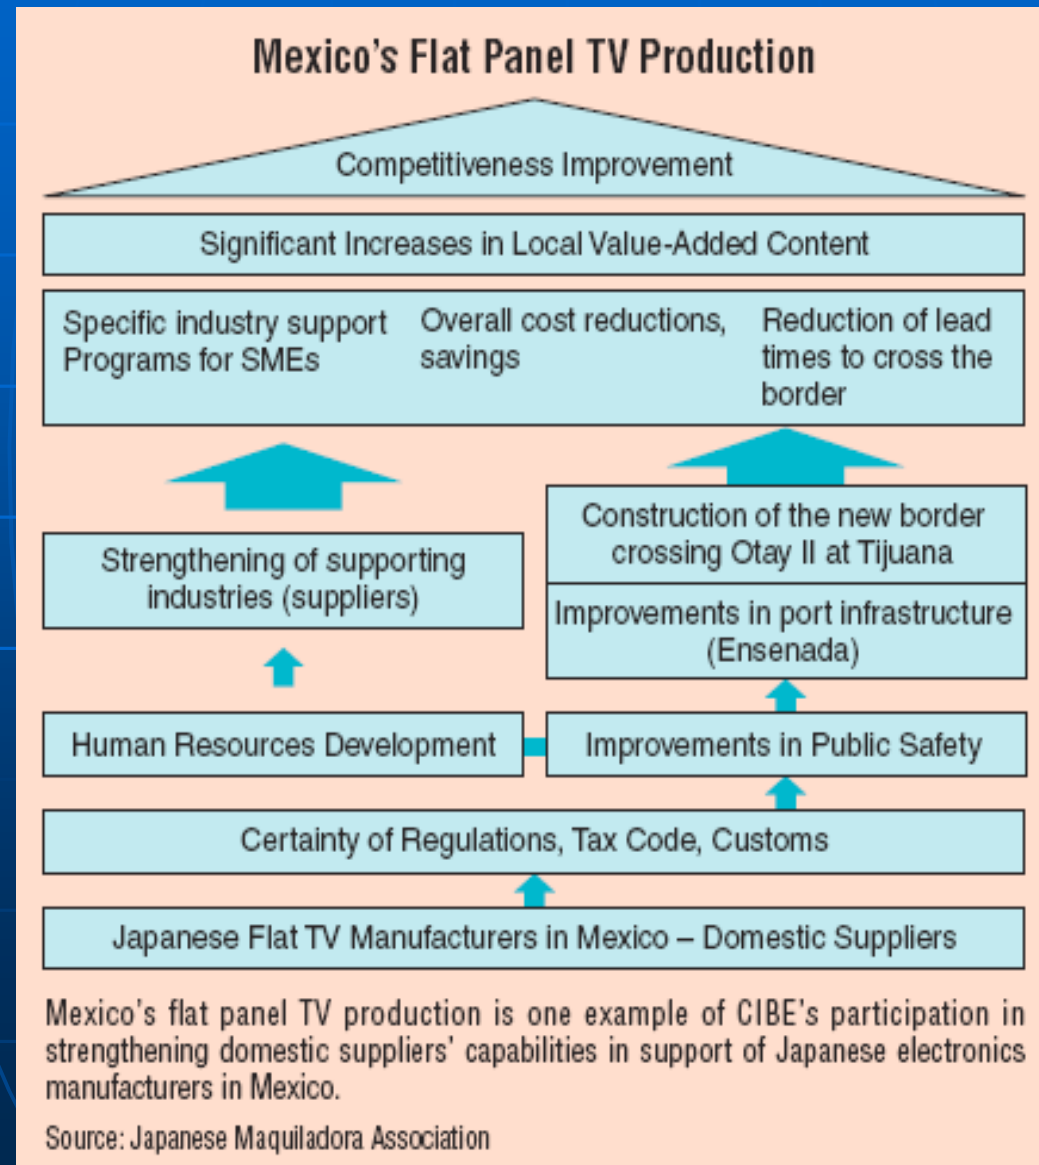 Mexico's Flat Panel TV Production
Competitiveness Improvement
Significant Increases in Local Value-Added Content
Specific industry support
Programs for SMEs
Overall cost reductions,
savings
Reduction of lead
times to cross the
border
Strengthening of supporting
industries (suppliers)
Construction of the new border
crossing Otay II at Tijuana
Improvements in port infrastructure
(Ensenada)
Human Resources Development
Improvements in Public Safety
Certainty of Regulations, Tax Code, Customs
Japanese Flat TV Manufacturers in Mexico – Domestic Suppliers
Mexico's flat panel TV production is one example of CIBE's participation in
strengthening domestic suppliers' capabilities in support of Japanese electronics
manufacturers in Mexico.
Source: Japanese Maquiladora Association